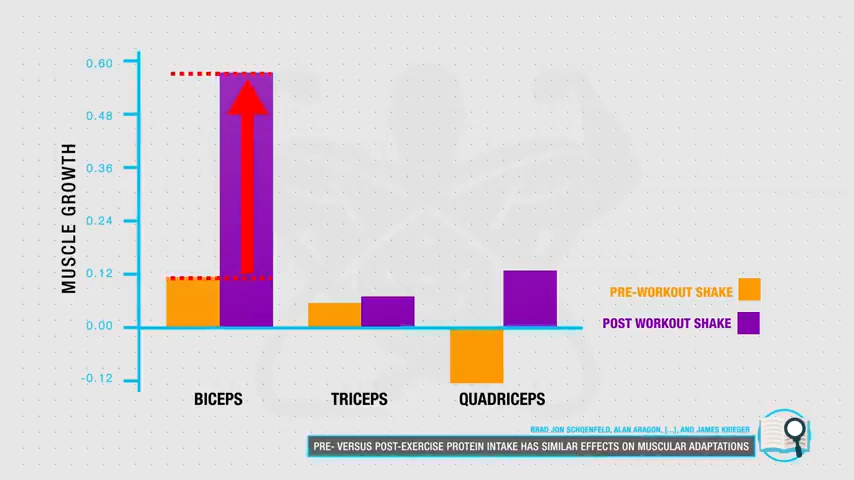 0.60
0.48
0.36
0.24
0.12
0.00
-0.12
MUSCLE GROWTH
BICEPS
TRICEPS
QUADRICEPS
PRE-WORKOUT SHAKE
POST WORKOUT SHAKE
BRAD JON SCHOENFELD, ALAN ARAGON, [...], AND JAMES KRIEGER
PRE- VERSUS POST-EXERCISE PROTEIN INTAKE HAS SIMILAR EFFECTS ON MUSCULAR ADAPTATIONS